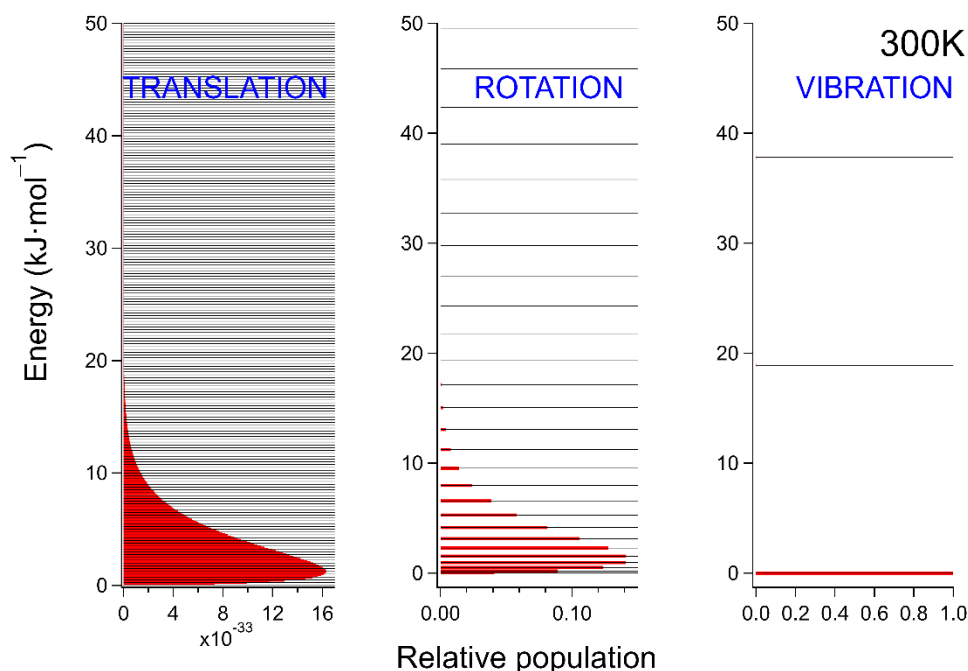 300K
TRANSLATION
ROTATION
VIBRATION
Energy (kJ·mol⁻¹)
50
40
30
20
10
0
0 4 8 12 16
x10⁻³³
50
40
30
20
10
0
0.00 0.10
50
40
30
20
10
0
0.0 0.2 0.4 0.6 0.8 1.0
Relative population